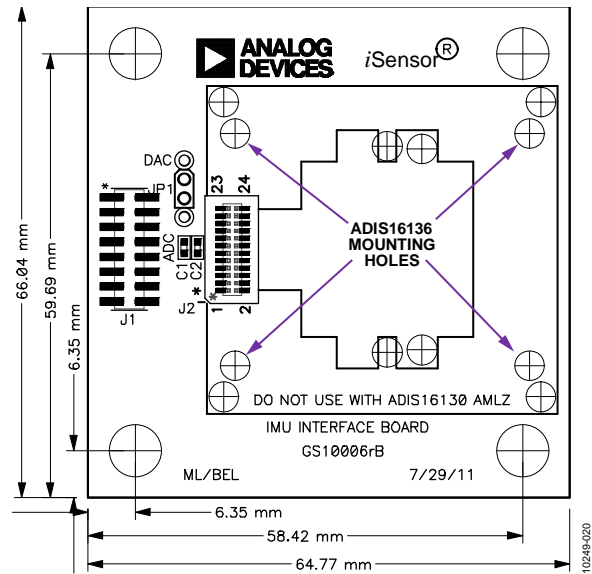 ANALOG
DEVICES
iSensor®
DAC
JP1
*
23
24
ADC
C1
C2
J2
*
*
1
2
J1
ADIS16136
MOUNTING
HOLES
DO NOT USE WITH ADIS16130 AMLZ
IMU INTERFACE BOARD
GS10006rB
ML/BEL
7/29/11
66.04 mm
59.69 mm
6.35 mm
6.35 mm
58.42 mm
64.77 mm
10249-020